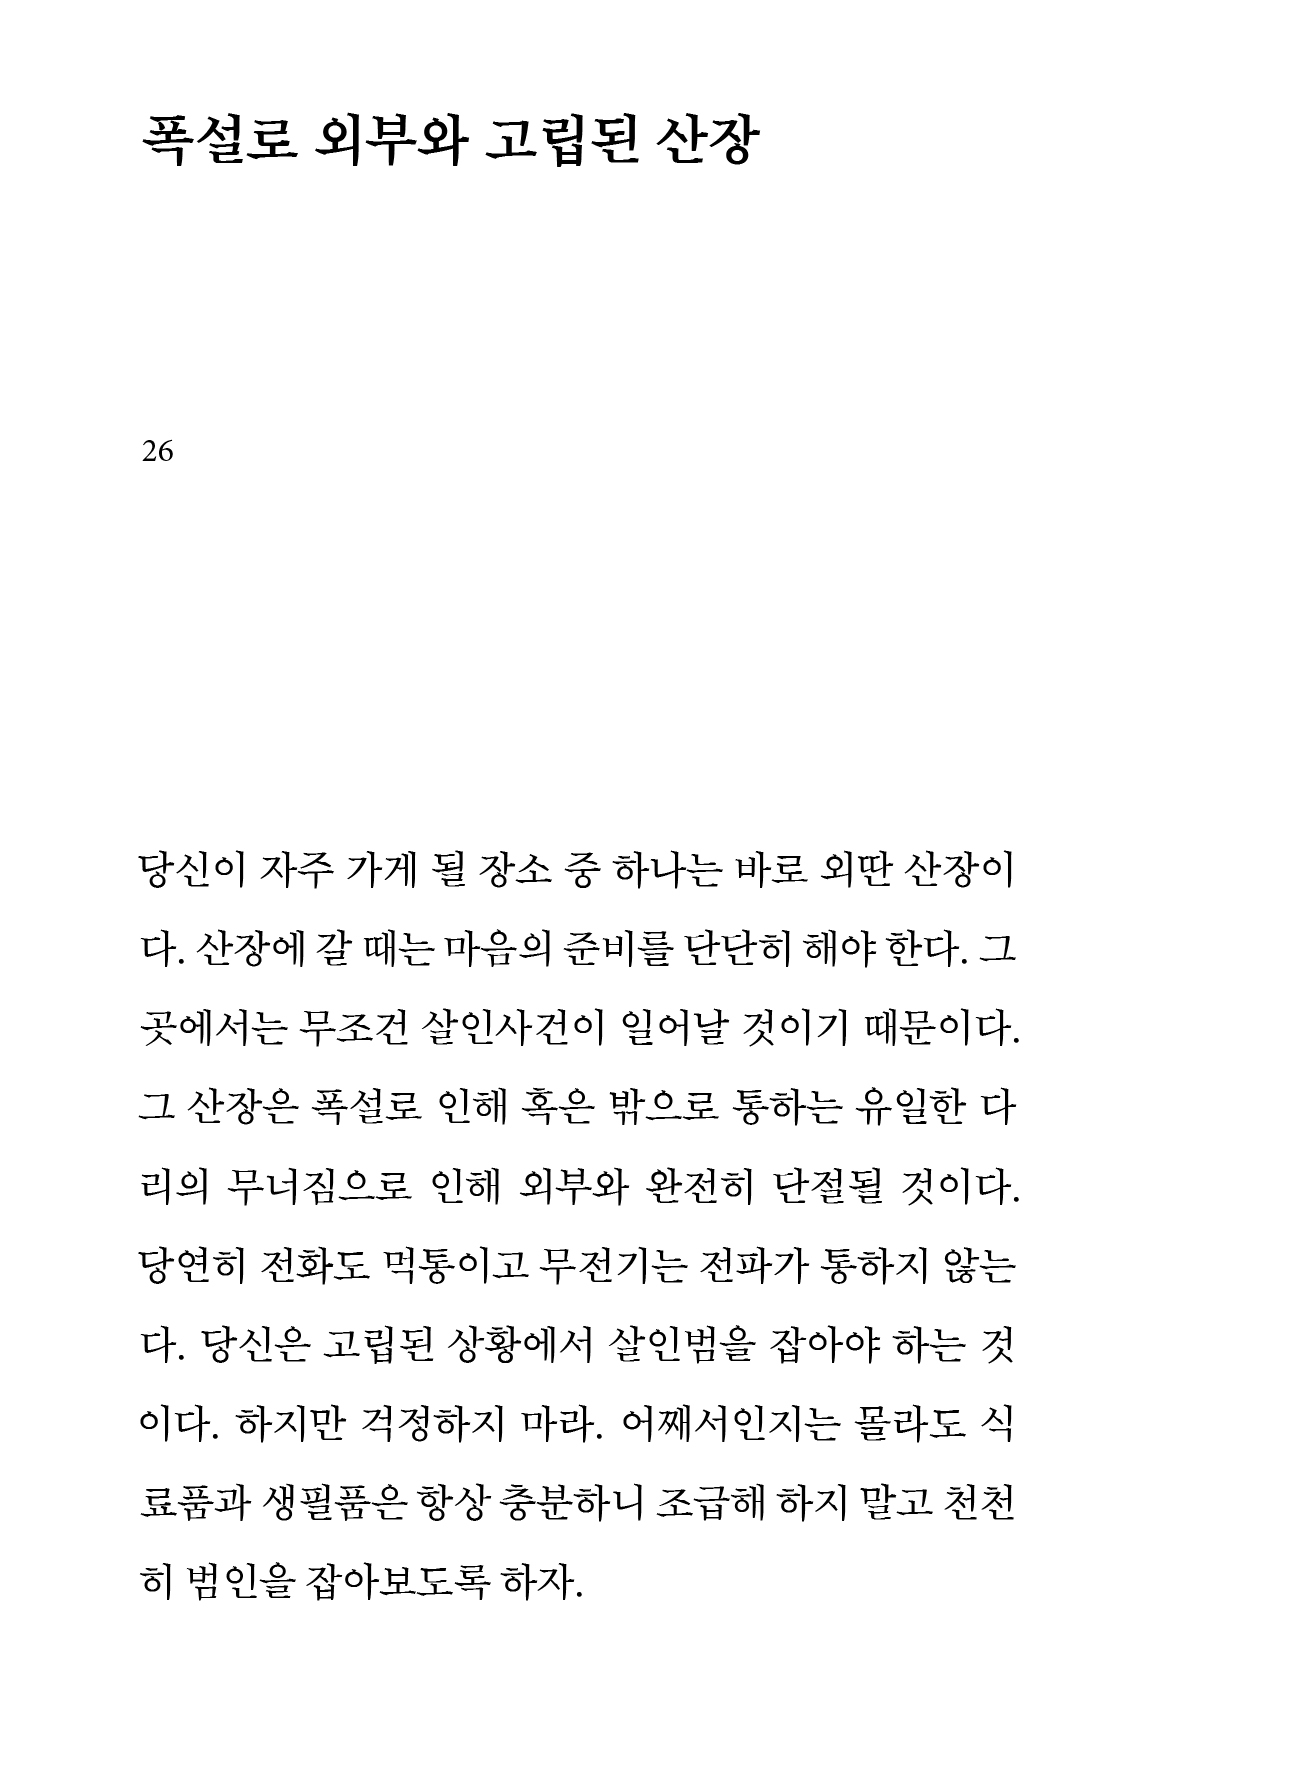 폭설로 외부와 고립된 산장
26
당신이 자주 가게 될 장소 중 하나는 바로 외딴 산장이
다. 산장에 갈 때는 마음의 준비를 단단히 해야 한다. 그
곳에서는 무조건 살인사건이 일어날 것이기 때문이다.
그 산장은 폭설로 인해 혹은 밖으로 통하는 유일한 다
리의 무너짐으로 인해 외부와 완전히 단절될 것이다.
당연히 전화도 먹통이고 무전기는 전파가 통하지 않는
다. 당신은 고립된 상황에서 살인범을 잡아야 하는 것
이다. 하지만 걱정하지 마라. 어째서인지는 몰라도 식
료품과 생필품은 항상 충분하니 조급해 하지 말고 천천
히 범인을 잡아보도록 하자.